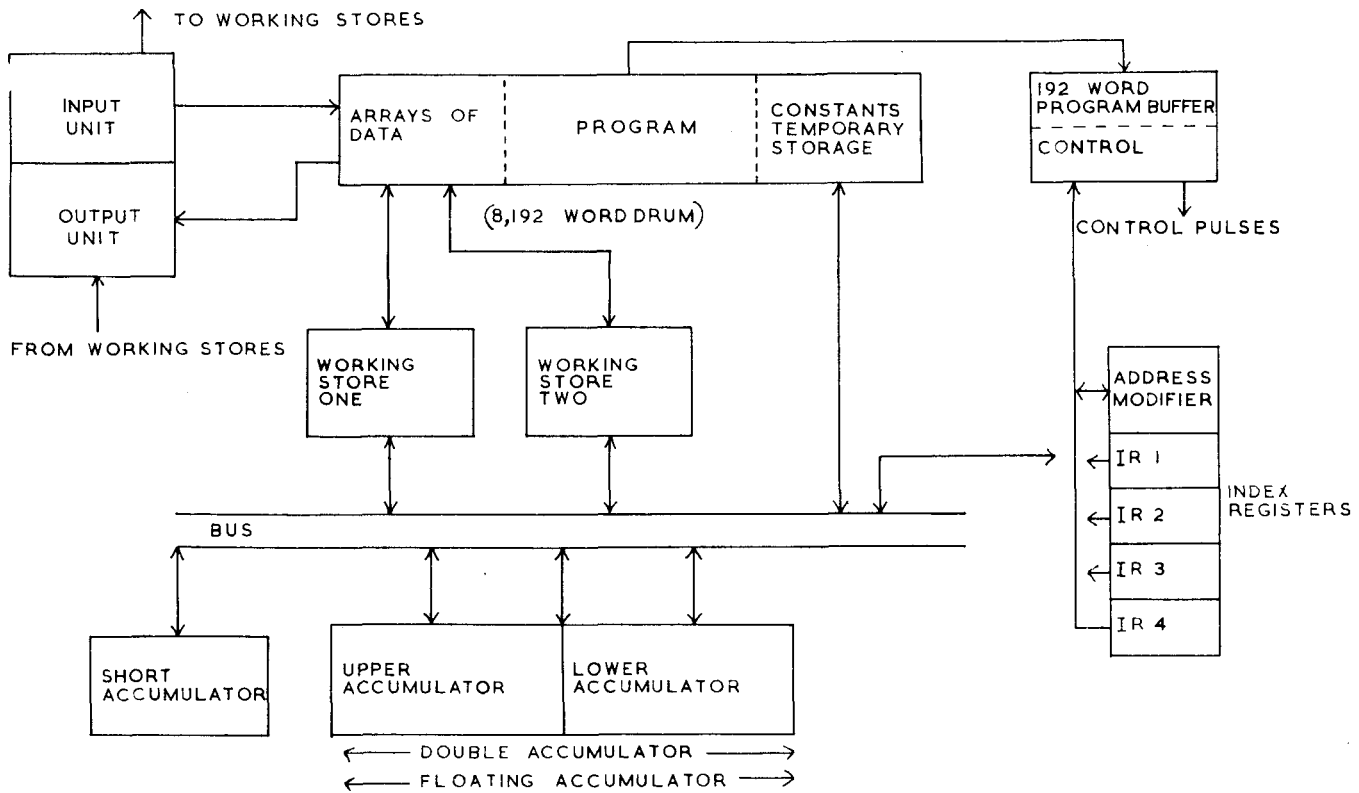 TO WORKING STORES
INPUT
UNIT
OUTPUT
UNIT
FROM WORKING STORES
ARRAYS OF
DATA
PROGRAM
CONSTANTS
TEMPORARY
STORAGE
(8,192 WORD DRUM)
192 WORD
PROGRAM BUFFER
CONTROL
CONTROL PULSES
WORKING
STORE
ONE
WORKING
STORE
TWO
ADDRESS
MODIFIER
IR 1
IR 2
IR 3
IR 4
INDEX
REGISTERS
BUS
SHORT
ACCUMULATOR
UPPER
ACCUMULATOR
LOWER
ACCUMULATOR
DOUBLE ACCUMULATOR
FLOATING ACCUMULATOR